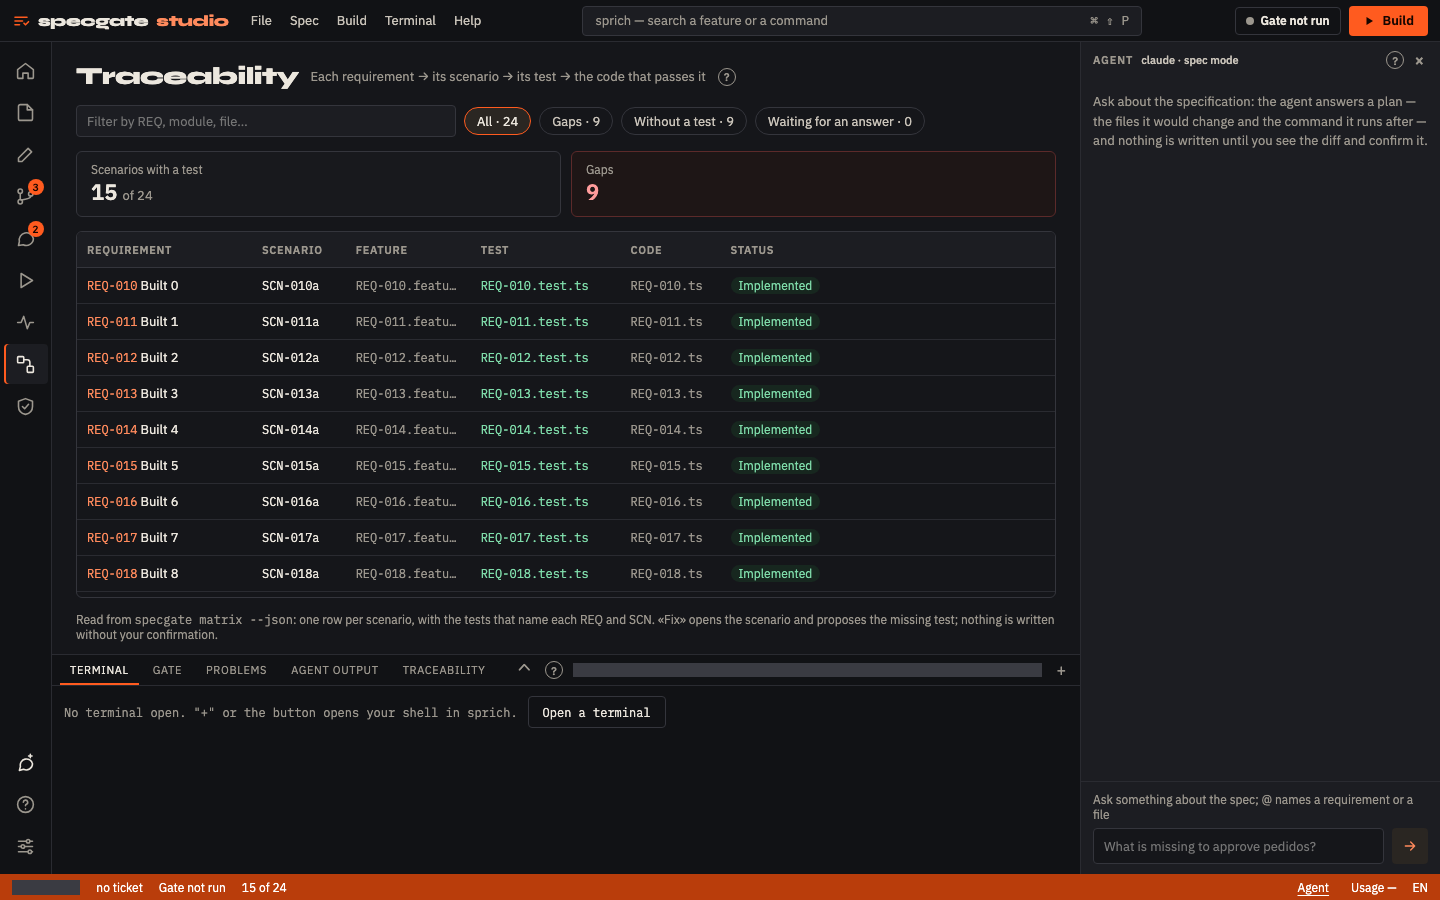 specgate studio
File Spec Build Terminal Help
sprich — search a feature or a command ⌘ ⇧ P
Gate not run
Build
3
2
Traceability
Each requirement → its scenario → its test → the code that passes it ?
Filter by REQ, module, file...
All · 24 Gaps · 9 Without a test · 9 Waiting for an answer · 0
Scenarios with a test
15 of 24
Gaps
9
REQUIREMENT SCENARIO FEATURE TEST CODE STATUS
REQ-010 Built 0 SCN-010a REQ-010.featu… REQ-010.test.ts REQ-010.ts Implemented
REQ-011 Built 1 SCN-011a REQ-011.featu… REQ-011.test.ts REQ-011.ts Implemented
REQ-012 Built 2 SCN-012a REQ-012.featu… REQ-012.test.ts REQ-012.ts Implemented
REQ-013 Built 3 SCN-013a REQ-013.featu… REQ-013.test.ts REQ-013.ts Implemented
REQ-014 Built 4 SCN-014a REQ-014.featu… REQ-014.test.ts REQ-014.ts Implemented
REQ-015 Built 5 SCN-015a REQ-015.featu… REQ-015.test.ts REQ-015.ts Implemented
REQ-016 Built 6 SCN-016a REQ-016.featu… REQ-016.test.ts REQ-016.ts Implemented
REQ-017 Built 7 SCN-017a REQ-017.featu… REQ-017.test.ts REQ-017.ts Implemented
REQ-018 Built 8 SCN-018a REQ-018.featu… REQ-018.test.ts REQ-018.ts Implemented
Read from specgate matrix --json: one row per scenario, with the tests that name each REQ and SCN. «Fix» opens the scenario and proposes the missing test; nothing is written
without your confirmation.
TERMINAL GATE PROBLEMS AGENT OUTPUT TRACEABILITY ? +
No terminal open. "+" or the button opens your shell in sprich. Open a terminal
AGENT claude · spec mode ? ×
Ask about the specification: the agent answers a plan —
the files it would change and the command it runs after —
and nothing is written until you see the diff and confirm it.
Ask something about the spec; @ names a requirement or a
file
What is missing to approve pedidos? →
no ticket Gate not run 15 of 24
Agent Usage — EN